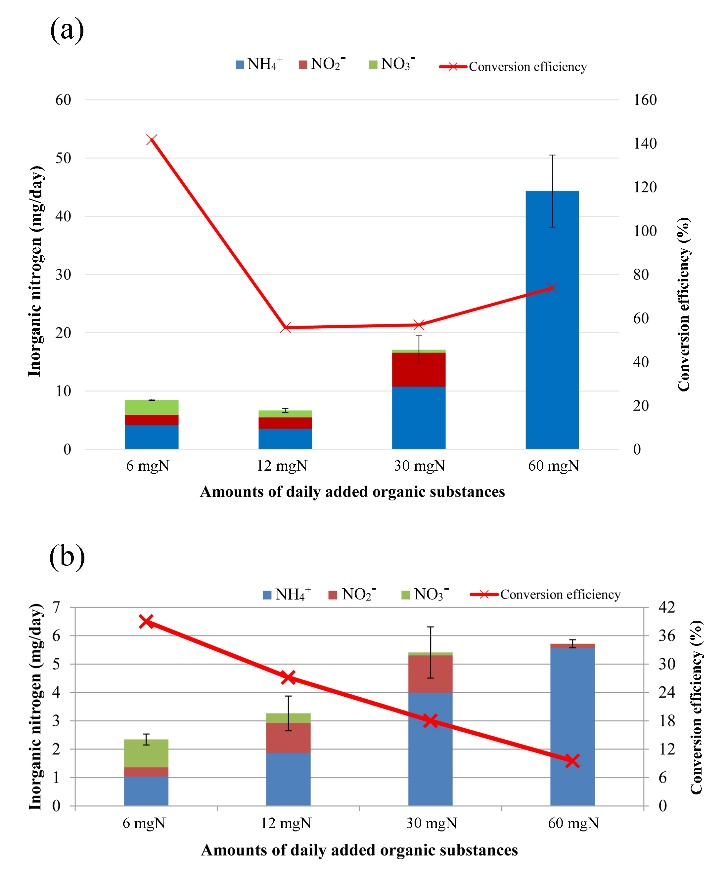 (a)
NH₄⁺ NO₂⁻ NO₃⁻ Conversion efficiency
Inorganic nitrogen (mg/day)
60
50
40
30
20
10
0
160
140
120
100
80
60
40
20
0
Conversion efficiency (%)
6 mgN 12 mgN 30 mgN 60 mgN
Amounts of daily added organic substances
(b)
NH₄⁺ NO₂⁻ NO₃⁻ Conversion efficiency
Inorganic nitrogen (mg/day)
7
6
5
4
3
2
1
0
42
36
30
24
18
12
6
0
Conversion efficiency (%)
6 mgN 12 mgN 30 mgN 60 mgN
Amounts of daily added organic substances